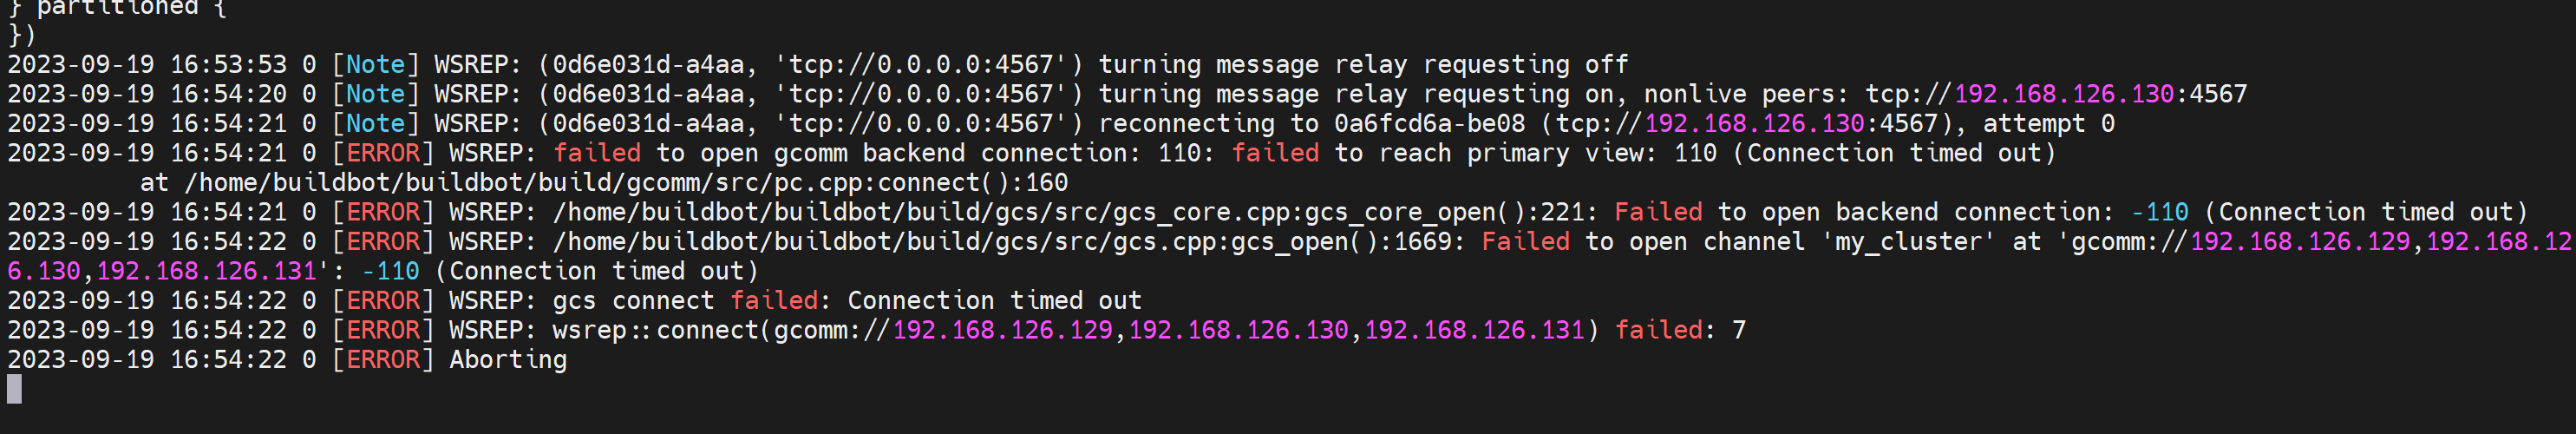 } partitioned {
})
2023-09-19 16:53:53 0 [Note] WSREP: (0d6e031d-a4aa, 'tcp://0.0.0.0:4567') turning message relay requesting off
2023-09-19 16:54:20 0 [Note] WSREP: (0d6e031d-a4aa, 'tcp://0.0.0.0:4567') turning message relay requesting on, nonlive peers: tcp://192.168.126.130:4567
2023-09-19 16:54:21 0 [Note] WSREP: (0d6e031d-a4aa, 'tcp://0.0.0.0:4567') reconnecting to 0a6fcd6a-be08 (tcp://192.168.126.130:4567), attempt 0
2023-09-19 16:54:21 0 [ERROR] WSREP: failed to open gcomm backend connection: 110: failed to reach primary view: 110 (Connection timed out)
at /home/buildbot/buildbot/build/gcomm/src/pc.cpp:connect():160
2023-09-19 16:54:21 0 [ERROR] WSREP: /home/buildbot/buildbot/build/gcs/src/gcs_core.cpp:gcs_core_open():221: Failed to open backend connection: -110 (Connection timed out)
2023-09-19 16:54:22 0 [ERROR] WSREP: /home/buildbot/buildbot/build/gcs/src/gcs.cpp:gcs_open():1669: Failed to open channel 'my_cluster' at 'gcomm://192.168.126.129,192.168.12
6.130,192.168.126.131': -110 (Connection timed out)
2023-09-19 16:54:22 0 [ERROR] WSREP: gcs connect failed: Connection timed out
2023-09-19 16:54:22 0 [ERROR] WSREP: wsrep::connect(gcomm://192.168.126.129,192.168.126.130,192.168.126.131) failed: 7
2023-09-19 16:54:22 0 [ERROR] Aborting